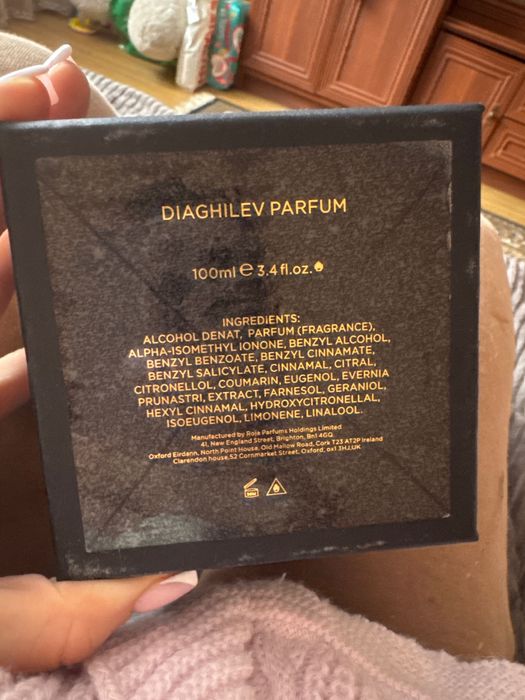 DIAGHILEV PARFUM
100ml e 3.4fl.oz.
INGREDIENTS:
ALCOHOL DENAT, PARFUM (FRAGRANCE),
ALPHA-ISOMETHYL IONONE, BENZYL ALCOHOL,
BENZYL BENZOATE, BENZYL CINNAMATE,
BENZYL SALICYLATE, CINNAMAL, CITRAL,
CITRONELLOL, COUMARIN, EUGENOL, EVERNIA
PRUNASTRI, EXTRACT, FARNESOL, GERANIOL,
HEXYL CINNAMAL, HYDROXYCITRONELLAL,
ISOEUGENOL, LIMONENE, LINALOOL.
Manufactured by Roja Parfums Holdings Limited
41, New England Street, Brighton, Bn1 4GQ
Oxford Eirdann, North Point House, Old Mallow Road, Cork T23 AT2P Ireland
Clarendon house,52 Cornmarket Street, Oxford, ox1 3HJ,UK